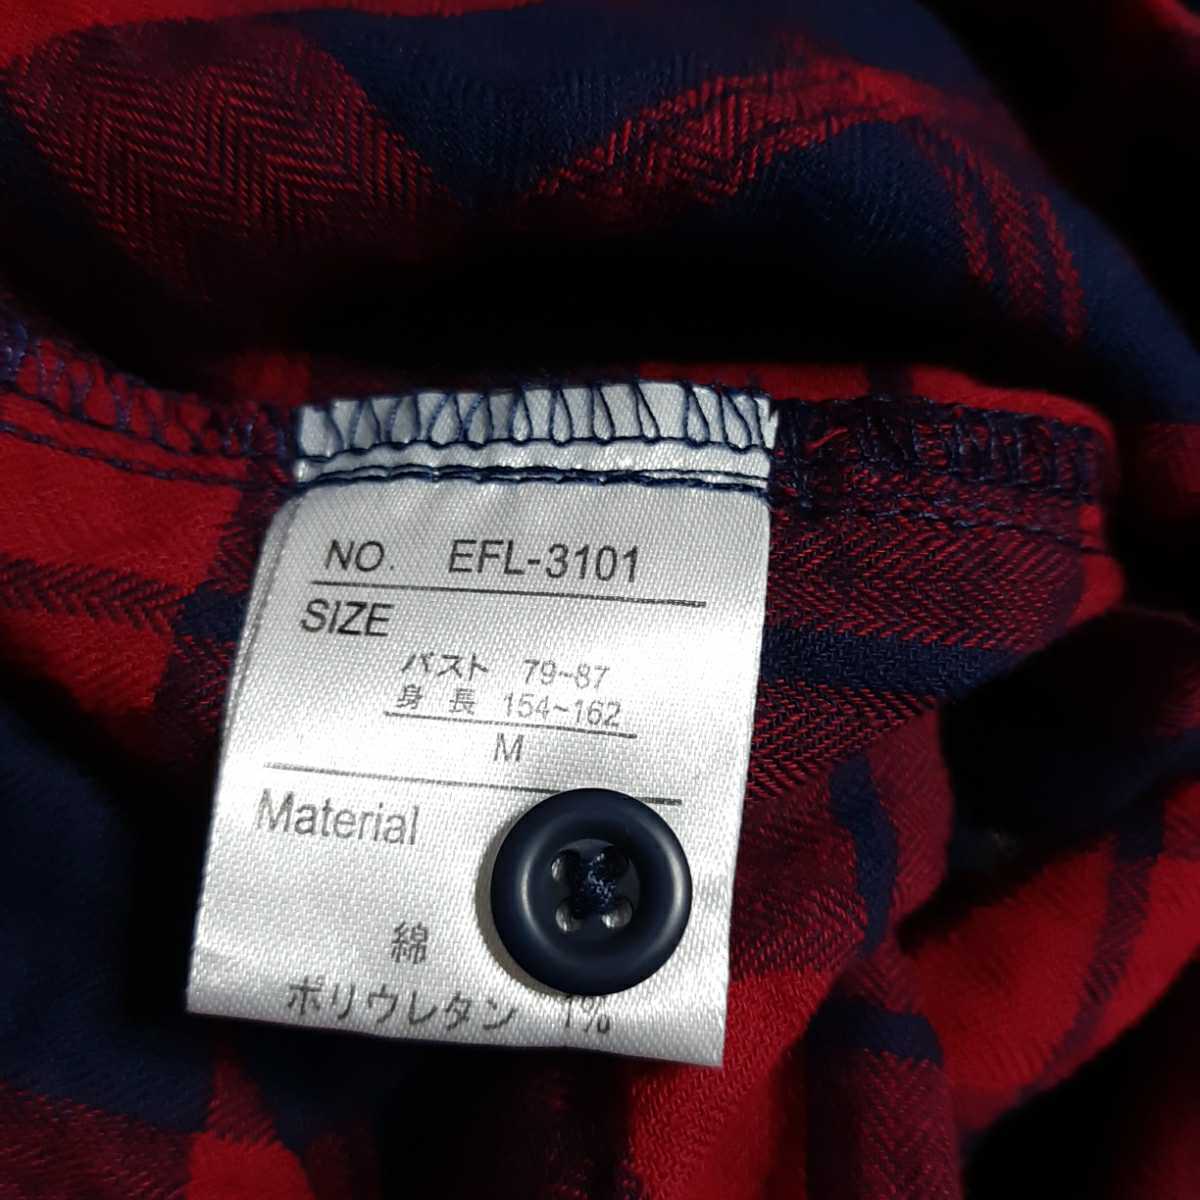 NO. EFL-3101
SIZE
バスト 79~87
身長 154~162
M
Material
綿
ポリウレタン 1%